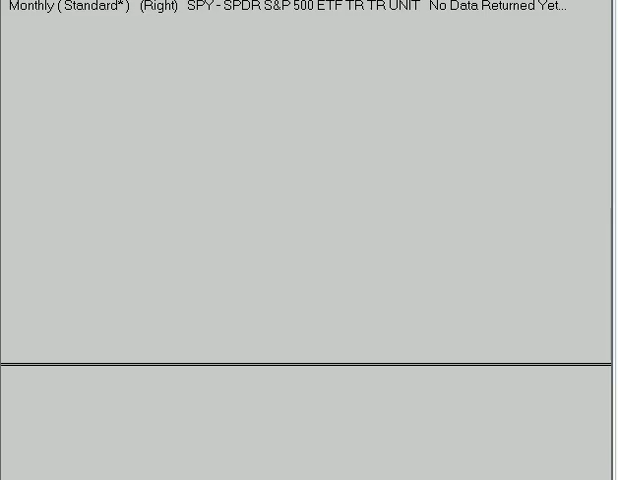 Monthly ( Standard* ) (Right) SPY - SPDR S&P 500 ETF TR TR UNIT No Data Returned Yet...